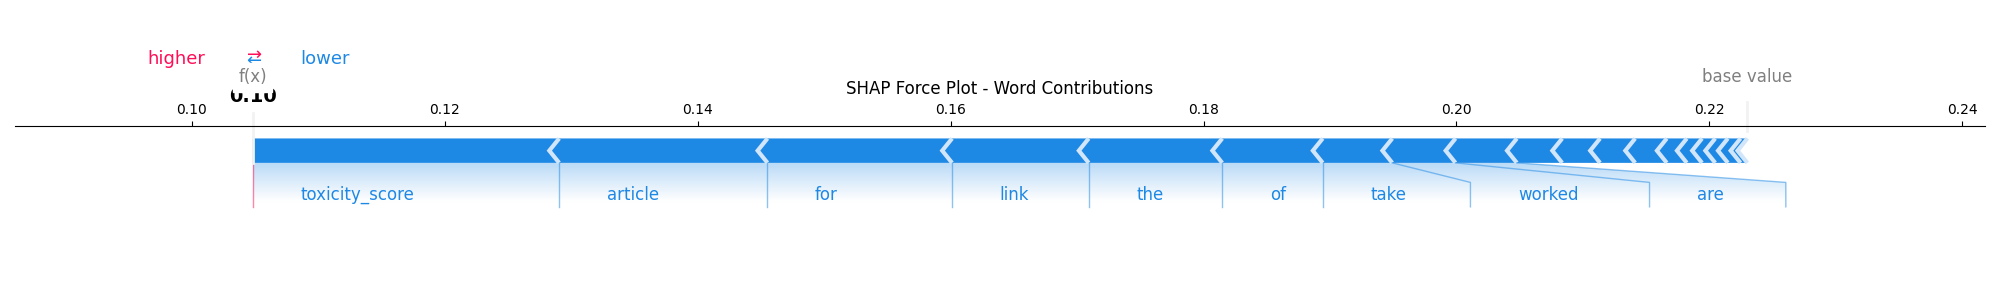 higher ⇄ lower
f(x) base value
SHAP Force Plot - Word Contributions
0.10
0.10 0.12 0.14 0.16 0.18 0.20 0.22 0.24
toxicity_score article for link the of take worked are